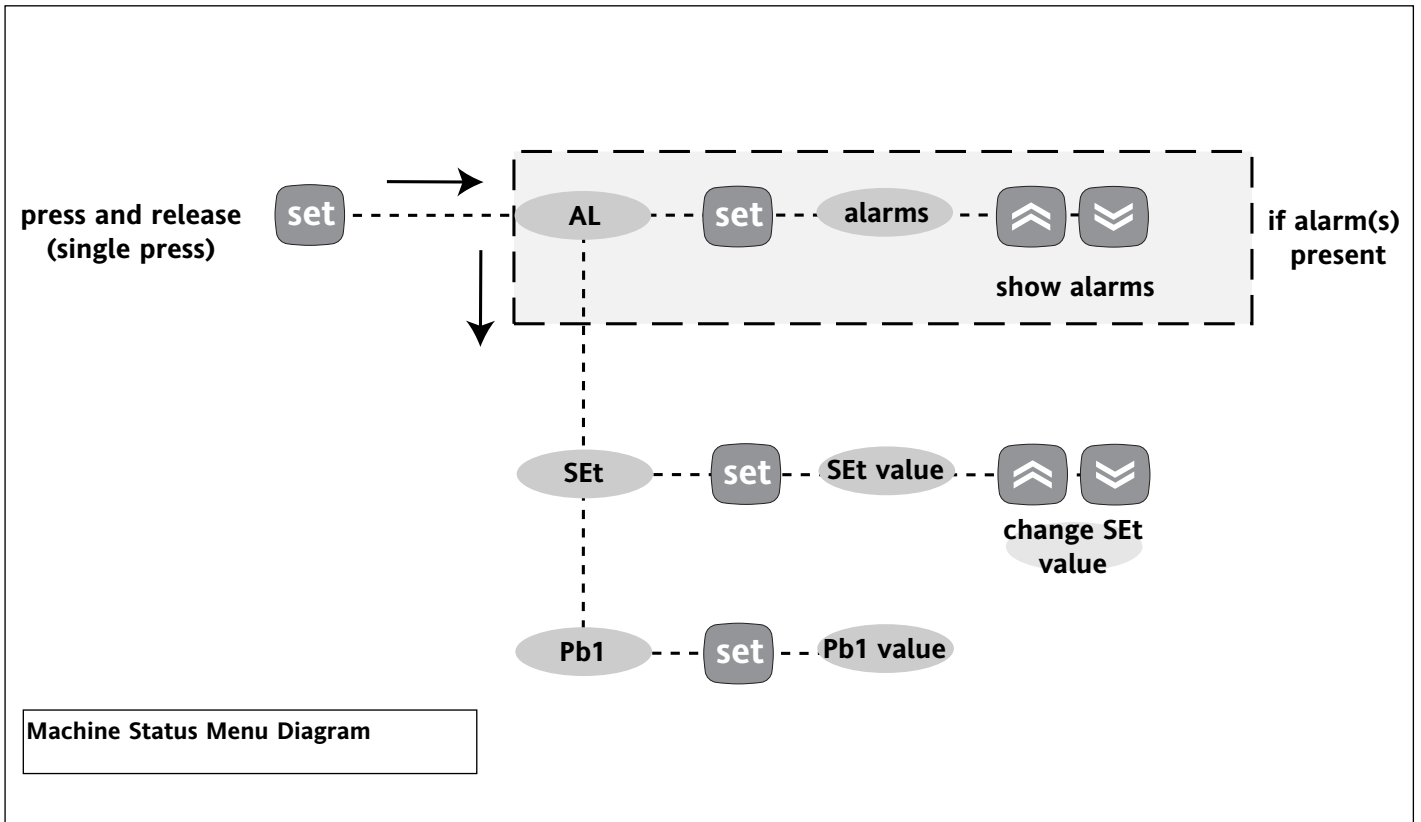 press and release
(single press)
set
AL
set
alarms
show alarms
if alarm(s)
present
SEt
set
SEt value
change SEt
value
Pb1
set
Pb1 value
Machine Status Menu Diagram